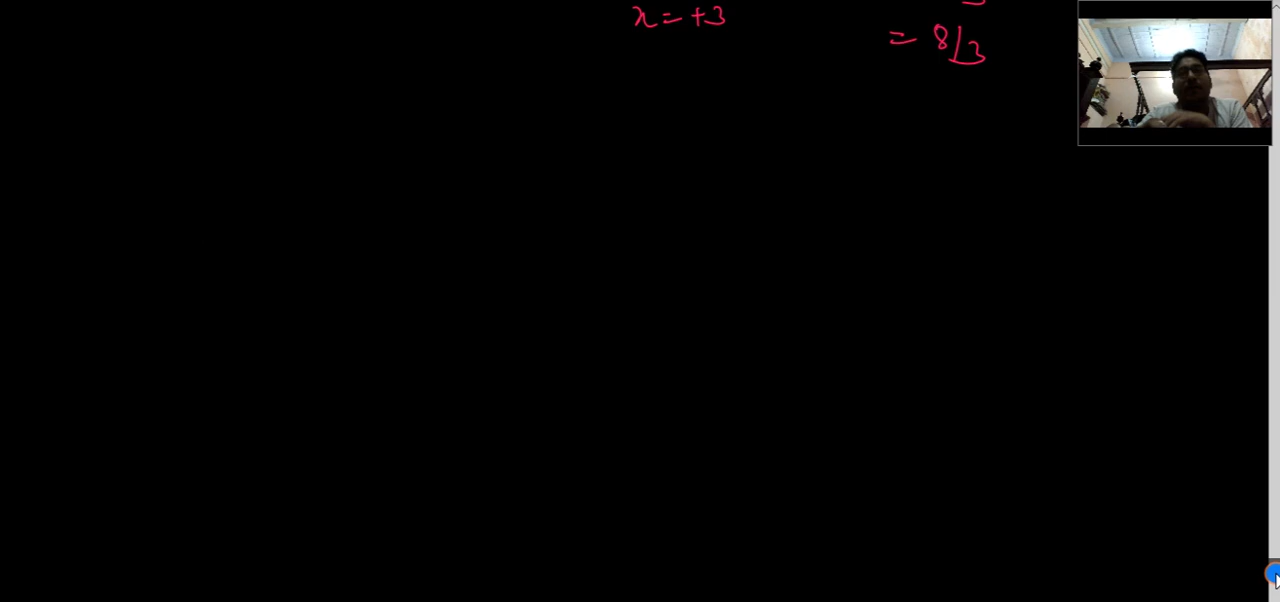 x = +3
= 8/3